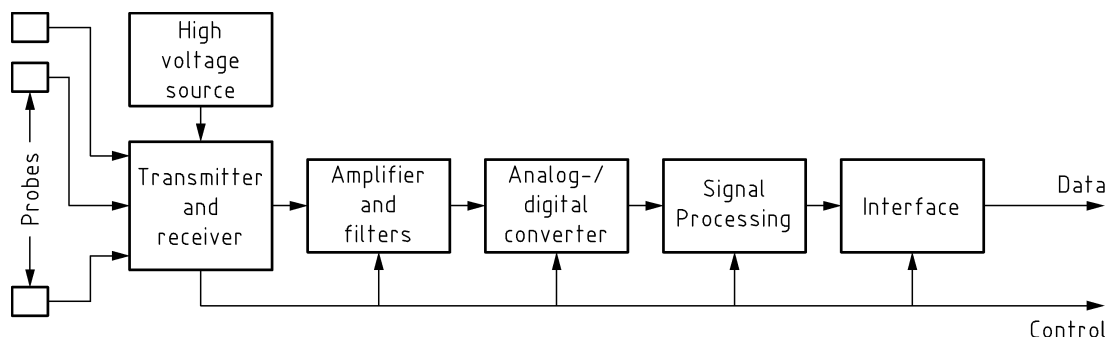 High
voltage
source
Probes
Transmitter
and
receiver
Amplifier
and
filters
Analog-/
digital
converter
Signal
Processing
Interface
Data
Control